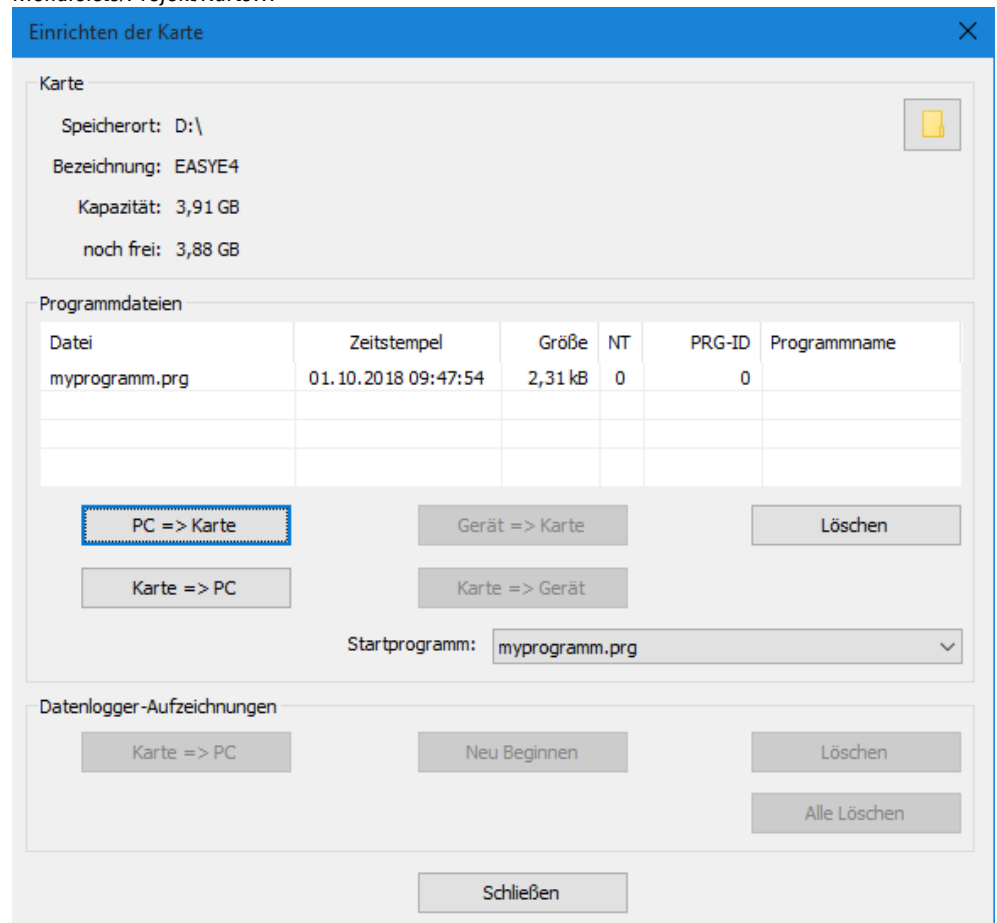 Einrichten der Karte
Karte
Speicherort: D:\
Bezeichnung: EASYE4
Kapazität: 3,91 GB
noch frei: 3,88 GB
Programmdateien
Datei Zeitstempel Größe NT PRG-ID Programmname
myprogramm.prg 01.10.2018 09:47:54 2,31 kB 0 0
PC => Karte Gerät => Karte Löschen
Karte => PC Karte => Gerät
Startprogramm: myprogramm.prg
Datenlogger-Aufzeichnungen
Karte => PC Neu Beginnen Löschen
Alle Löschen
Schließen